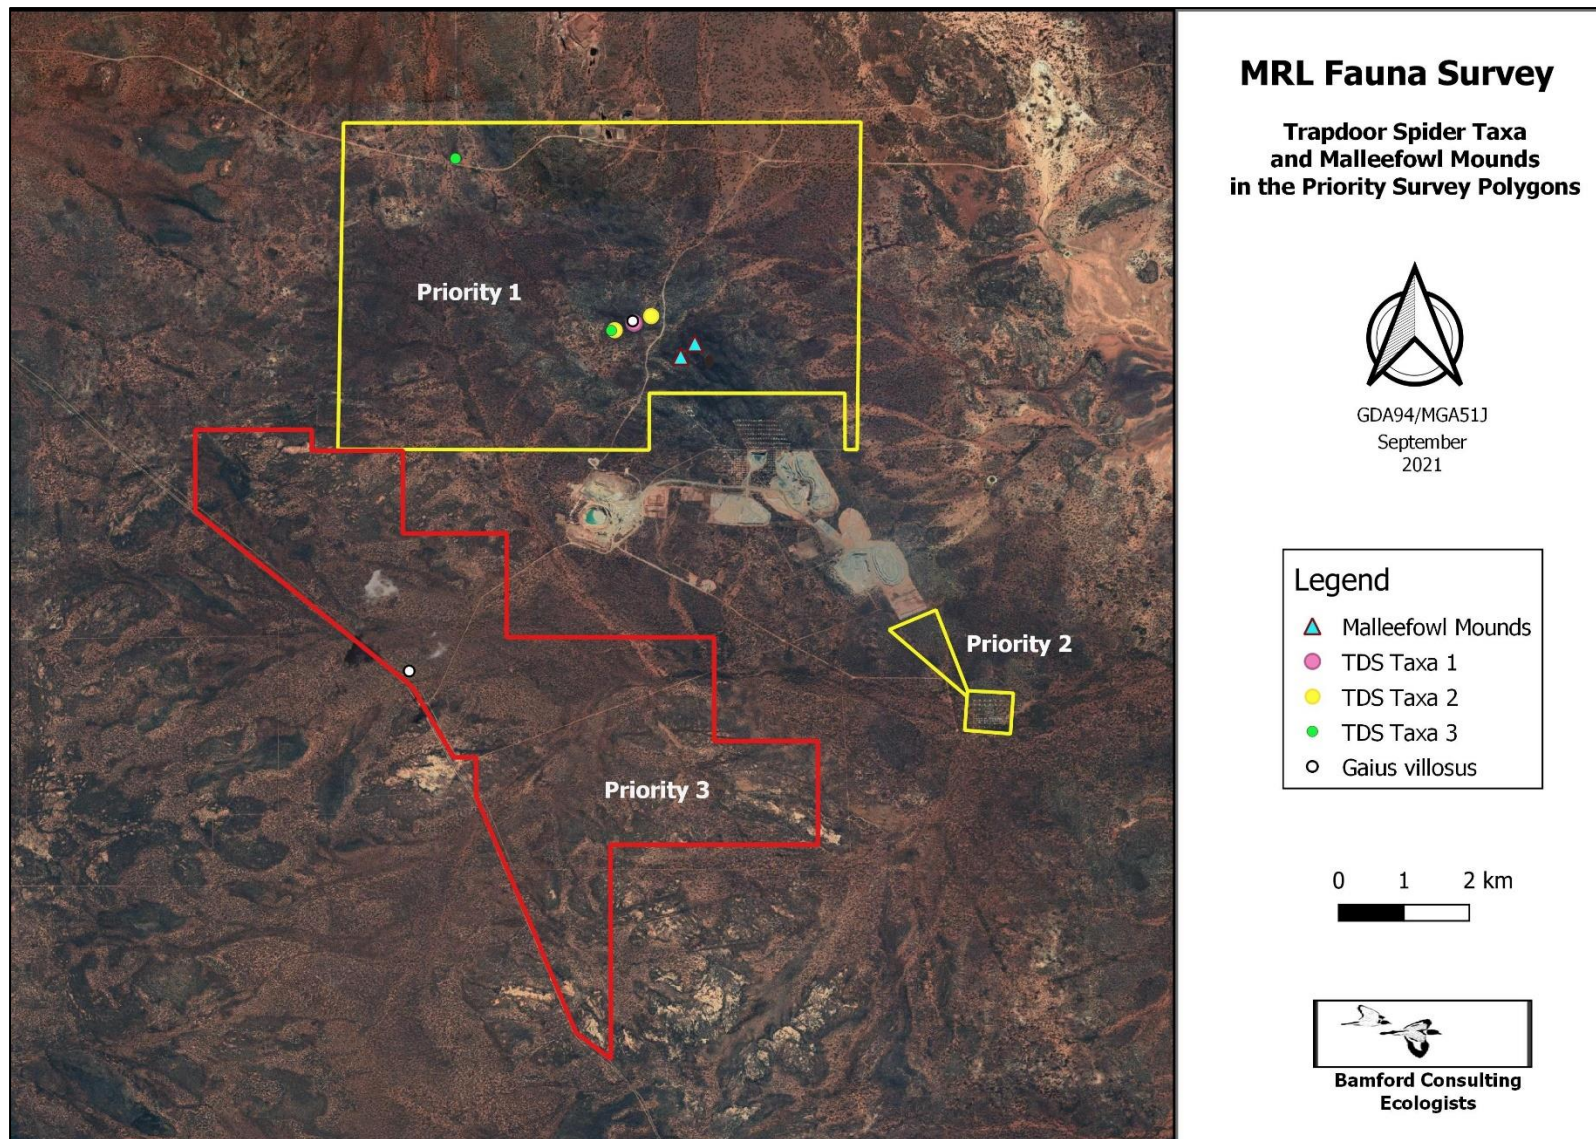 MRL Fauna Survey
Trapdoor Spider Taxa
and Malleefowl Mounds
in the Priority Survey Polygons
GDA94/MGA51J
September
2021
Legend
Malleefowl Mounds
TDS Taxa 1
TDS Taxa 2
TDS Taxa 3
Gaius villosus
0 1 2 km
Bamford Consulting
Ecologists
Priority 1
Priority 2
Priority 3